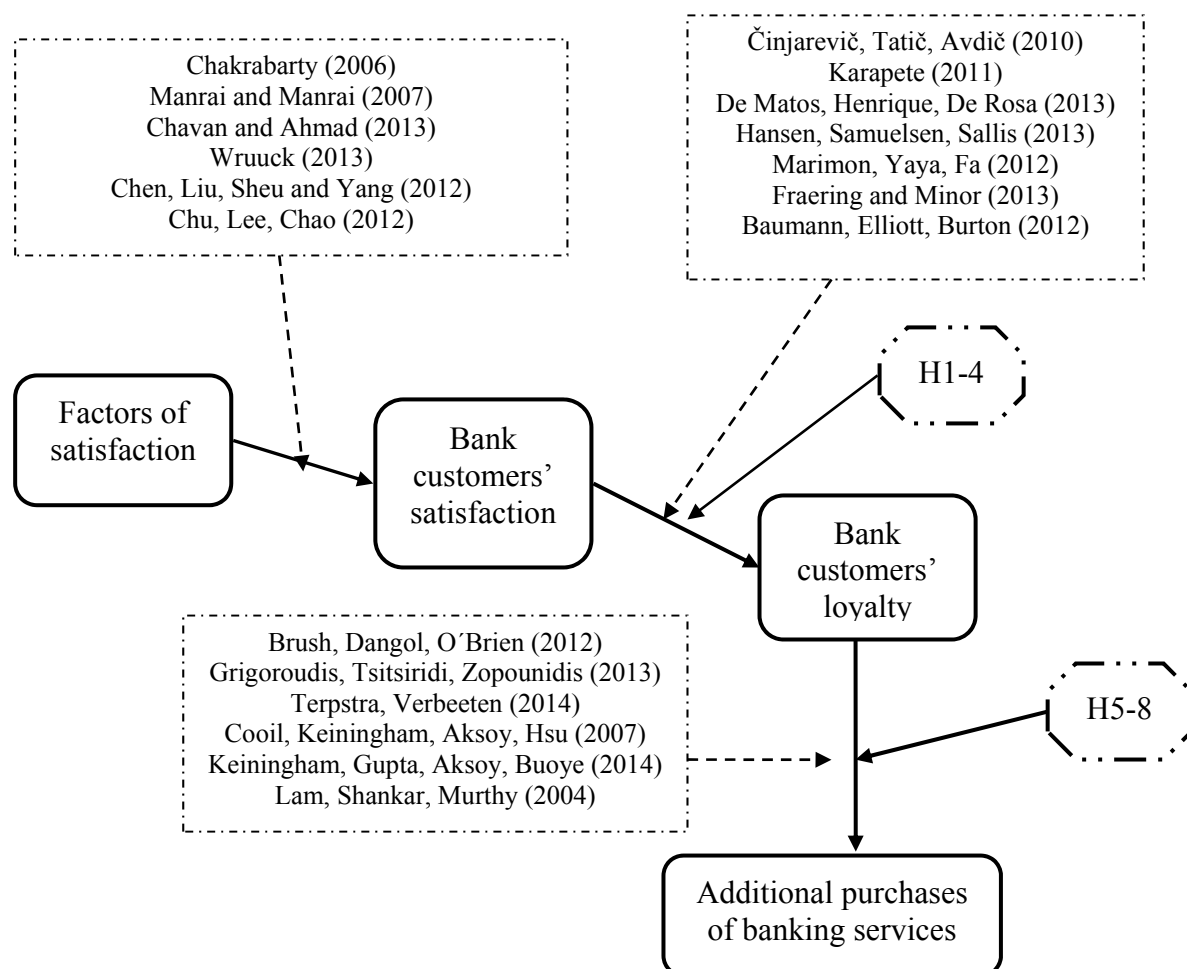 Chakrabarty (2006)
Manrai and Manrai (2007)
Chavan and Ahmad (2013)
Wruuck (2013)
Chen, Liu, Sheu and Yang (2012)
Chu, Lee, Chao (2012)
Činjarevič, Tatič, Avdič (2010)
Karapete (2011)
De Matos, Henrique, De Rosa (2013)
Hansen, Samuelsen, Sallis (2013)
Marimon, Yaya, Fa (2012)
Fraering and Minor (2013)
Baumann, Elliott, Burton (2012)
H1-4
Factors of
satisfaction
Bank
customers’
satisfaction
Bank
customers’
loyalty
Brush, Dangol, O´Brien (2012)
Grigoroudis, Tsitsiridi, Zopounidis (2013)
Terpstra, Verbeeten (2014)
Cooil, Keiningham, Aksoy, Hsu (2007)
Keiningham, Gupta, Aksoy, Buoye (2014)
Lam, Shankar, Murthy (2004)
H5-8
Additional purchases
of banking services